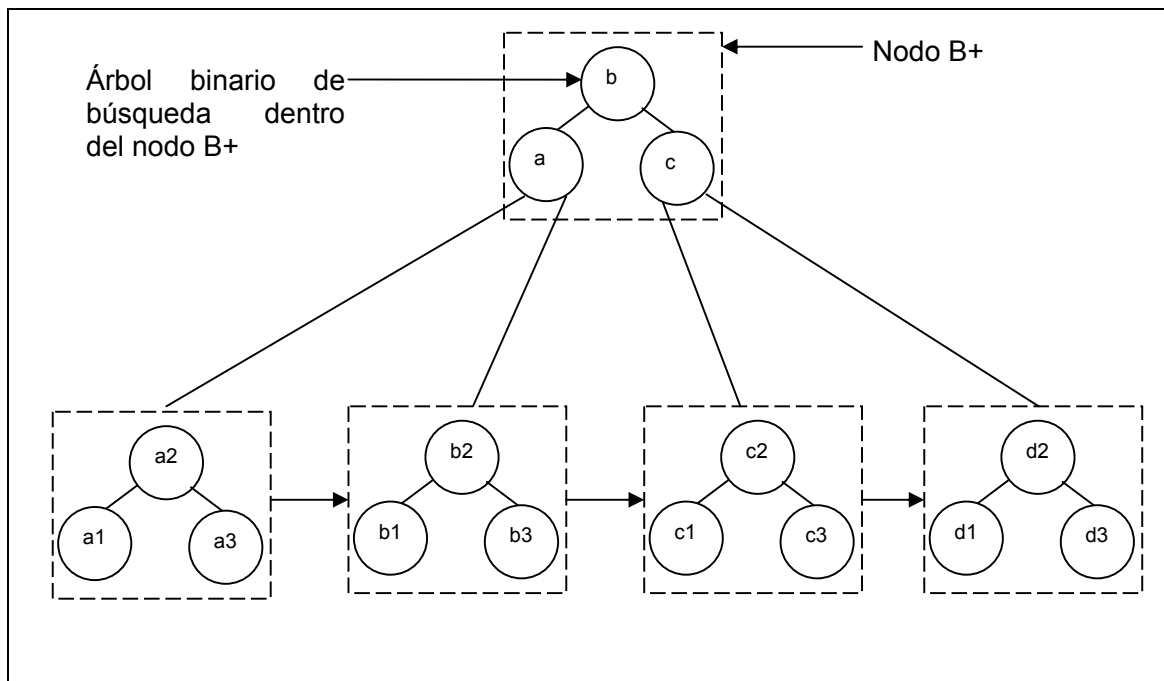 Nodo B+
Árbol binario de
búsqueda dentro
del nodo B+
b
a
c
a2
a1
a3
b2
b1
b3
c2
c1
c3
d2
d1
d3